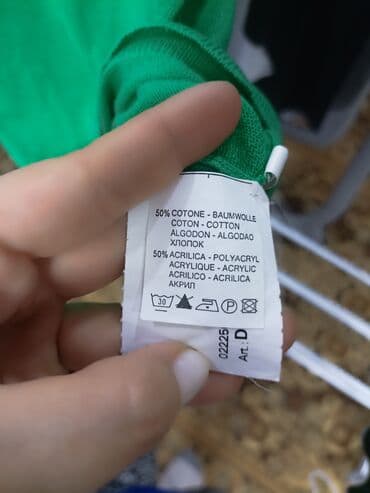 50% COTONE - BAUMWOLLE
COTON - COTTON
ALGODON - ALGODAO
ХЛОПОК
50% ACRILICA - POLYACRYL
ACRYLIQUE - ACRYLIC
ACRILICO - ACRILICA
АКРИЛ
30 P
02225
Art.: D